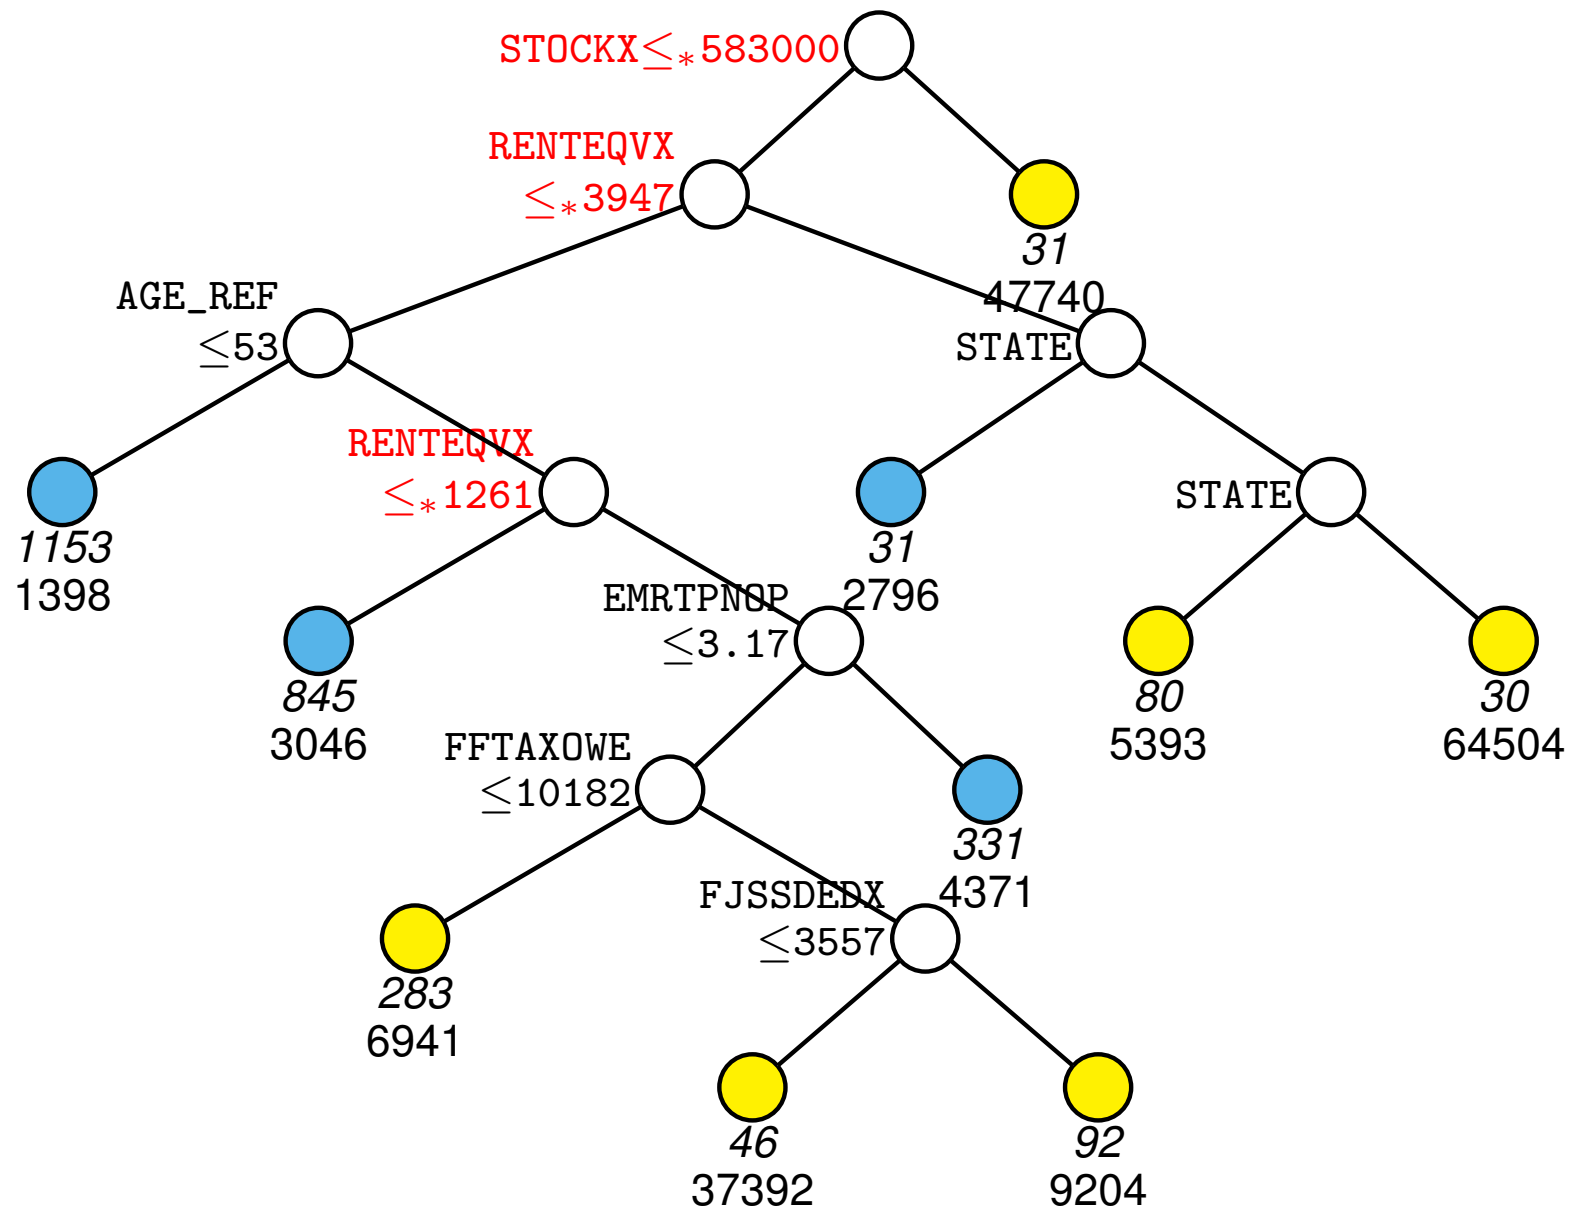 STOCKX≤*583000
RENTEQVX
≤*3947
31
47740
AGE_REF
≤53
STATE
RENTEQVX
≤*1261
STATE
1153
1398
31
2796
EMRTPNOP
≤3.17
845
3046
80
5393
30
64504
FFTAXOWE
≤10182
331
4371
FJSSDEDX
≤3557
283
6941
46
37392
92
9204